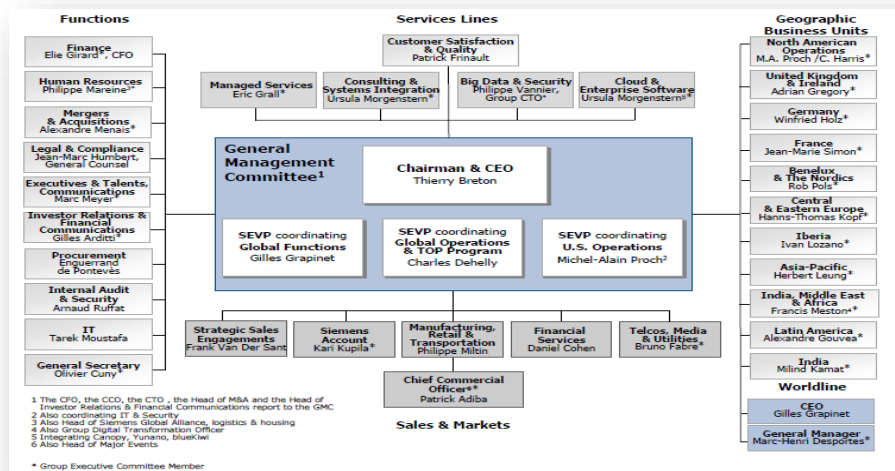 Functions
Finance
Elie Girard*, CFO
Human Resources
Philippe Mareine³*
Mergers
& Acquisitions
Alexandre Menais*
Legal & Compliance
Jean-Marc Humbert,
General Counsel
Executives & Talents,
Communications
Marc Meyer*
Investor Relations &
Financial
Communications
Gilles Arditti*
Procurement
Enguerrand
de Pontevès
Internal Audit
& Security
Arnaud Ruffat
IT
Tarek Moustafa
General Secretary
Olivier Cuny*
Services Lines
Customer Satisfaction
& Quality
Patrick Frinault
Managed Services
Eric Grall*
Consulting &
Systems Integration
Ursula Morgenstern*
Big Data & Security
Philippe Vannier,
Group CTO*
Cloud &
Enterprise Software
Ursula Morgenstern⁵*
General
Management
Committee¹
Chairman & CEO
Thierry Breton
SEVP coordinating
Global Functions
Gilles Grapinet
SEVP coordinating
Global Operations
& TOP Program
Charles Dehelly
SEVP coordinating
U.S. Operations
Michel-Alain Proch²
Strategic Sales
Engagements
Frank Van Der Sant
Siemens
Account
Kari Kupila*
Manufacturing,
Retail &
Transportation
Philippe Miltin
Financial
Services
Daniel Cohen
Telcos, Media
& Utilities
Bruno Fabre*
Chief Commercial
Officer⁶*
Patrick Adiba
Sales & Markets
Geographic
Business Units
North American
Operations
M.A. Proch /C. Harris*
United Kingdom
& Ireland
Adrian Gregory*
Germany
Winfried Holz*
France
Jean-Marie Simon*
Benelux
& The Nordics
Rob Pols*
Central
& Eastern Europe
Hanns-Thomas Kopf*
Iberia
Ivan Lozano*
Asia-Pacific
Herbert Leung*
India, Middle East
& Africa
Francis Meston⁴*
Latin America
Alexandre Gouvea*
India
Milind Kamat*
Worldline
CEO
Gilles Grapinet
General Manager
Marc-Henri Desportes*
1 The CFO, the CCO, the CTO , the Head of M&A and the Head of
Investor Relations & Financial Communications report to the GMC
2 Also coordinating IT & Security
3 Also Head of Siemens Global Alliance, logistics & housing
4 Also Group Digital Transformation Officer
5 Integrating Canopy, Yunano, blueKiwi
6 Also Head of Major Events
* Group Executive Committee Member